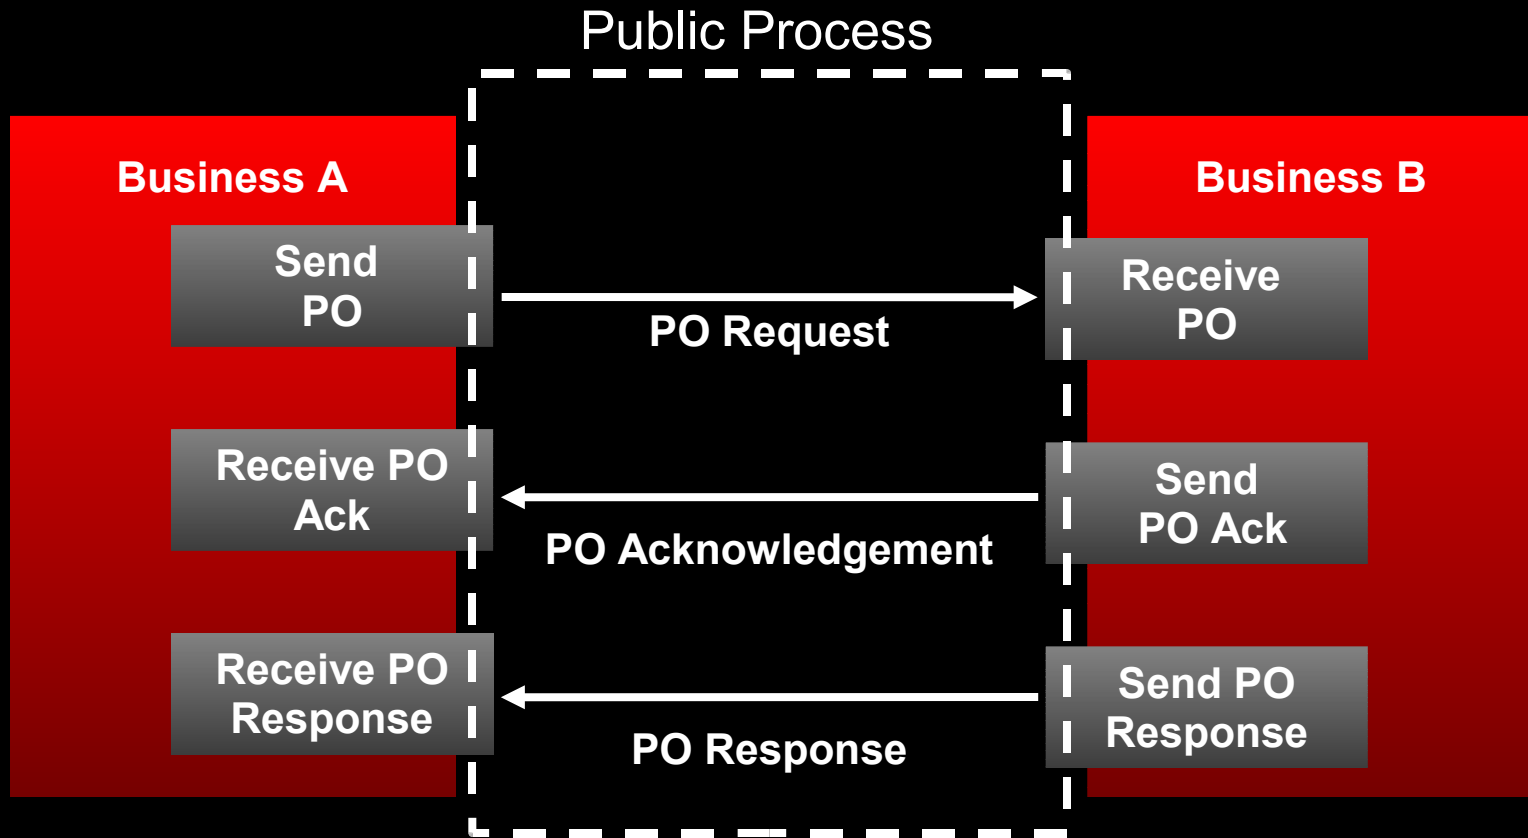 Public Process
Business A
Business B
Send
PO
PO Request
Receive
PO
Receive PO
Ack
PO Acknowledgement
Send
PO Ack
Receive PO
Response
PO Response
Send PO
Response